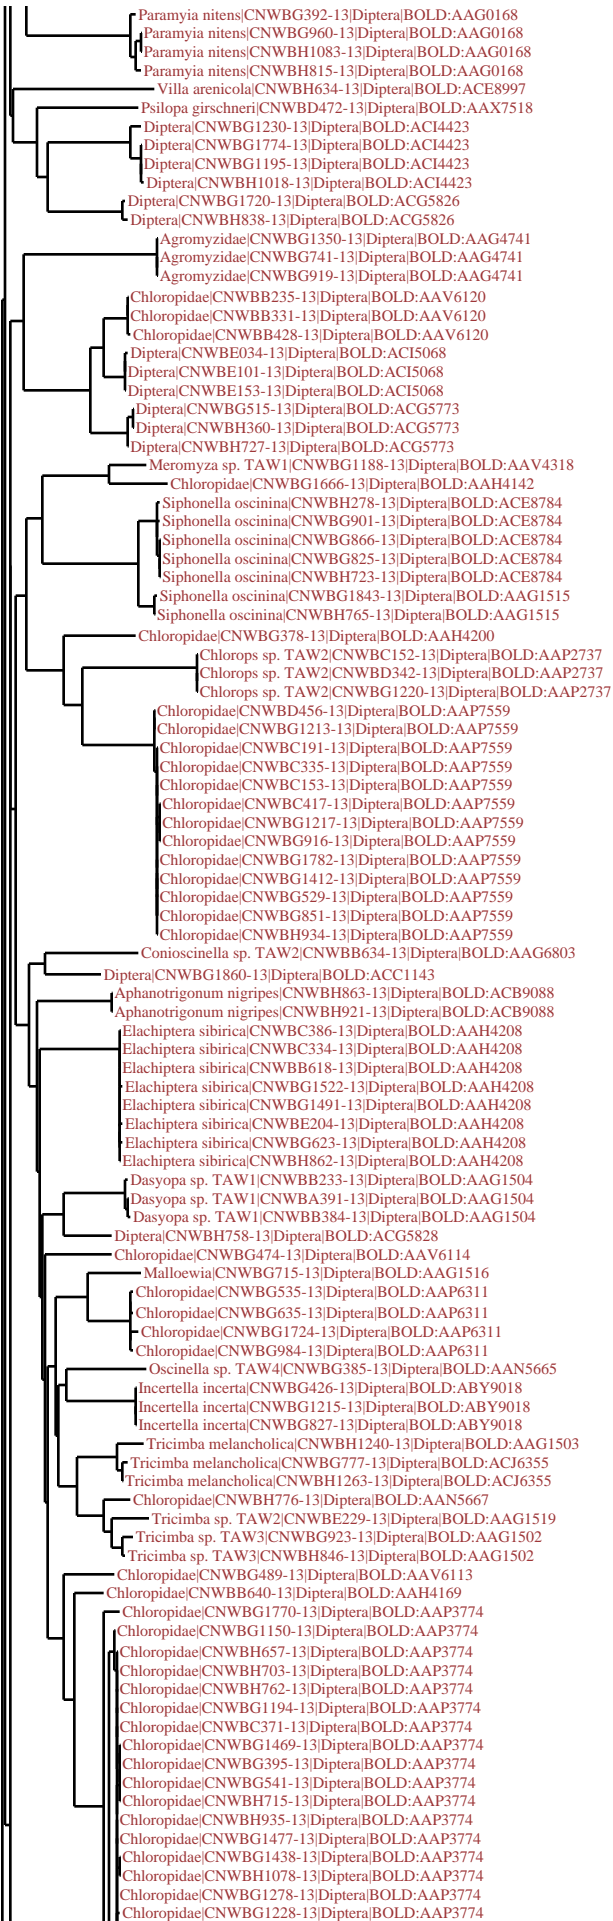 Paramyia nitens|CNWBG392-13|Diptera|BOLD:AAG0168
Paramyia nitens|CNWBG960-13|Diptera|BOLD:AAG0168
Paramyia nitens|CNWBH1083-13|Diptera|BOLD:AAG0168
Paramyia nitens|CNWBH815-13|Diptera|BOLD:AAG0168
Villa arenicola|CNWBH634-13|Diptera|BOLD:ACE8997
Psilopa girschneri|CNWBD472-13|Diptera|BOLD:AAX7518
Diptera|CNWBG1230-13|Diptera|BOLD:ACI4423
Diptera|CNWBG1774-13|Diptera|BOLD:ACI4423
Diptera|CNWBG1195-13|Diptera|BOLD:ACI4423
Diptera|CNWBH1018-13|Diptera|BOLD:ACI4423
Diptera|CNWBG1720-13|Diptera|BOLD:ACG5826
Diptera|CNWBH838-13|Diptera|BOLD:ACG5826
Agromyzidae|CNWBG1350-13|Diptera|BOLD:AAG4741
Agromyzidae|CNWBG741-13|Diptera|BOLD:AAG4741
Agromyzidae|CNWBG919-13|Diptera|BOLD:AAG4741
Chloropidae|CNWBB235-13|Diptera|BOLD:AAV6120
Chloropidae|CNWBB331-13|Diptera|BOLD:AAV6120
Chloropidae|CNWBB428-13|Diptera|BOLD:AAV6120
Diptera|CNWBE034-13|Diptera|BOLD:ACI5068
Diptera|CNWBE101-13|Diptera|BOLD:ACI5068
Diptera|CNWBE153-13|Diptera|BOLD:ACI5068
Diptera|CNWBG515-13|Diptera|BOLD:ACG5773
Diptera|CNWBH360-13|Diptera|BOLD:ACG5773
Diptera|CNWBH727-13|Diptera|BOLD:ACG5773
Meromyza sp. TAW1|CNWBG1188-13|Diptera|BOLD:AAV4318
Chloropidae|CNWBG1666-13|Diptera|BOLD:AAH4142
Siphonella oscinina|CNWBH278-13|Diptera|BOLD:ACE8784
Siphonella oscinina|CNWBG901-13|Diptera|BOLD:ACE8784
Siphonella oscinina|CNWBG866-13|Diptera|BOLD:ACE8784
Siphonella oscinina|CNWBG825-13|Diptera|BOLD:ACE8784
Siphonella oscinina|CNWBH723-13|Diptera|BOLD:ACE8784
Siphonella oscinina|CNWBG1843-13|Diptera|BOLD:AAG1515
Siphonella oscinina|CNWBH765-13|Diptera|BOLD:AAG1515
Chloropidae|CNWBG378-13|Diptera|BOLD:AAH4200
Chlorops sp. TAW2|CNWBC152-13|Diptera|BOLD:AAP2737
Chlorops sp. TAW2|CNWBD342-13|Diptera|BOLD:AAP2737
Chlorops sp. TAW2|CNWBG1220-13|Diptera|BOLD:AAP2737
Chloropidae|CNWBD456-13|Diptera|BOLD:AAP7559
Chloropidae|CNWBG1213-13|Diptera|BOLD:AAP7559
Chloropidae|CNWBC191-13|Diptera|BOLD:AAP7559
Chloropidae|CNWBC335-13|Diptera|BOLD:AAP7559
Chloropidae|CNWBC153-13|Diptera|BOLD:AAP7559
Chloropidae|CNWBC417-13|Diptera|BOLD:AAP7559
Chloropidae|CNWBG1217-13|Diptera|BOLD:AAP7559
Chloropidae|CNWBG916-13|Diptera|BOLD:AAP7559
Chloropidae|CNWBG1782-13|Diptera|BOLD:AAP7559
Chloropidae|CNWBG1412-13|Diptera|BOLD:AAP7559
Chloropidae|CNWBG529-13|Diptera|BOLD:AAP7559
Chloropidae|CNWBG851-13|Diptera|BOLD:AAP7559
Chloropidae|CNWBH934-13|Diptera|BOLD:AAP7559
Conioscinella sp. TAW2|CNWBB634-13|Diptera|BOLD:AAG6803
Diptera|CNWBG1860-13|Diptera|BOLD:ACC1143
Aphanotrigonum nigripes|CNWBH863-13|Diptera|BOLD:ACB9088
Aphanotrigonum nigripes|CNWBH921-13|Diptera|BOLD:ACB9088
Elachiptera sibirica|CNWBC386-13|Diptera|BOLD:AAH4208
Elachiptera sibirica|CNWBC334-13|Diptera|BOLD:AAH4208
Elachiptera sibirica|CNWBB618-13|Diptera|BOLD:AAH4208
Elachiptera sibirica|CNWBG1522-13|Diptera|BOLD:AAH4208
Elachiptera sibirica|CNWBG1491-13|Diptera|BOLD:AAH4208
Elachiptera sibirica|CNWBE204-13|Diptera|BOLD:AAH4208
Elachiptera sibirica|CNWBG623-13|Diptera|BOLD:AAH4208
Elachiptera sibirica|CNWBH862-13|Diptera|BOLD:AAH4208
Dasyopa sp. TAW1|CNWBB233-13|Diptera|BOLD:AAG1504
Dasyopa sp. TAW1|CNWBA391-13|Diptera|BOLD:AAG1504
Dasyopa sp. TAW1|CNWBB384-13|Diptera|BOLD:AAG1504
Diptera|CNWBH758-13|Diptera|BOLD:ACG5828
Chloropidae|CNWBG474-13|Diptera|BOLD:AAV6114
Malloewia|CNWBG715-13|Diptera|BOLD:AAG1516
Chloropidae|CNWBG535-13|Diptera|BOLD:AAP6311
Chloropidae|CNWBG635-13|Diptera|BOLD:AAP6311
Chloropidae|CNWBG1724-13|Diptera|BOLD:AAP6311
Chloropidae|CNWBG984-13|Diptera|BOLD:AAP6311
Oscinella sp. TAW4|CNWBG385-13|Diptera|BOLD:AAN5665
Incertella incerta|CNWBG426-13|Diptera|BOLD:ABY9018
Incertella incerta|CNWBG1215-13|Diptera|BOLD:ABY9018
Incertella incerta|CNWBG827-13|Diptera|BOLD:ABY9018
Tricimba melancholica|CNWBH1240-13|Diptera|BOLD:AAG1503
Tricimba melancholica|CNWBG777-13|Diptera|BOLD:ACJ6355
Tricimba melancholica|CNWBH1263-13|Diptera|BOLD:ACJ6355
Chloropidae|CNWBH776-13|Diptera|BOLD:AAN5667
Tricimba sp. TAW2|CNWBE229-13|Diptera|BOLD:AAG1519
Tricimba sp. TAW3|CNWBG923-13|Diptera|BOLD:AAG1502
Tricimba sp. TAW3|CNWBH846-13|Diptera|BOLD:AAG1502
Chloropidae|CNWBG489-13|Diptera|BOLD:AAV6113
Chloropidae|CNWBB640-13|Diptera|BOLD:AAH4169
Chloropidae|CNWBG1770-13|Diptera|BOLD:AAP3774
Chloropidae|CNWBG1150-13|Diptera|BOLD:AAP3774
Chloropidae|CNWBH657-13|Diptera|BOLD:AAP3774
Chloropidae|CNWBH703-13|Diptera|BOLD:AAP3774
Chloropidae|CNWBH762-13|Diptera|BOLD:AAP3774
Chloropidae|CNWBG1194-13|Diptera|BOLD:AAP3774
Chloropidae|CNWBC371-13|Diptera|BOLD:AAP3774
Chloropidae|CNWBG1469-13|Diptera|BOLD:AAP3774
Chloropidae|CNWBG395-13|Diptera|BOLD:AAP3774
Chloropidae|CNWBG541-13|Diptera|BOLD:AAP3774
Chloropidae|CNWBH715-13|Diptera|BOLD:AAP3774
Chloropidae|CNWBH935-13|Diptera|BOLD:AAP3774
Chloropidae|CNWBG1477-13|Diptera|BOLD:AAP3774
Chloropidae|CNWBG1438-13|Diptera|BOLD:AAP3774
Chloropidae|CNWBH1078-13|Diptera|BOLD:AAP3774
Chloropidae|CNWBG1278-13|Diptera|BOLD:AAP3774
Chloropidae|CNWBG1228-13|Diptera|BOLD:AAP3774